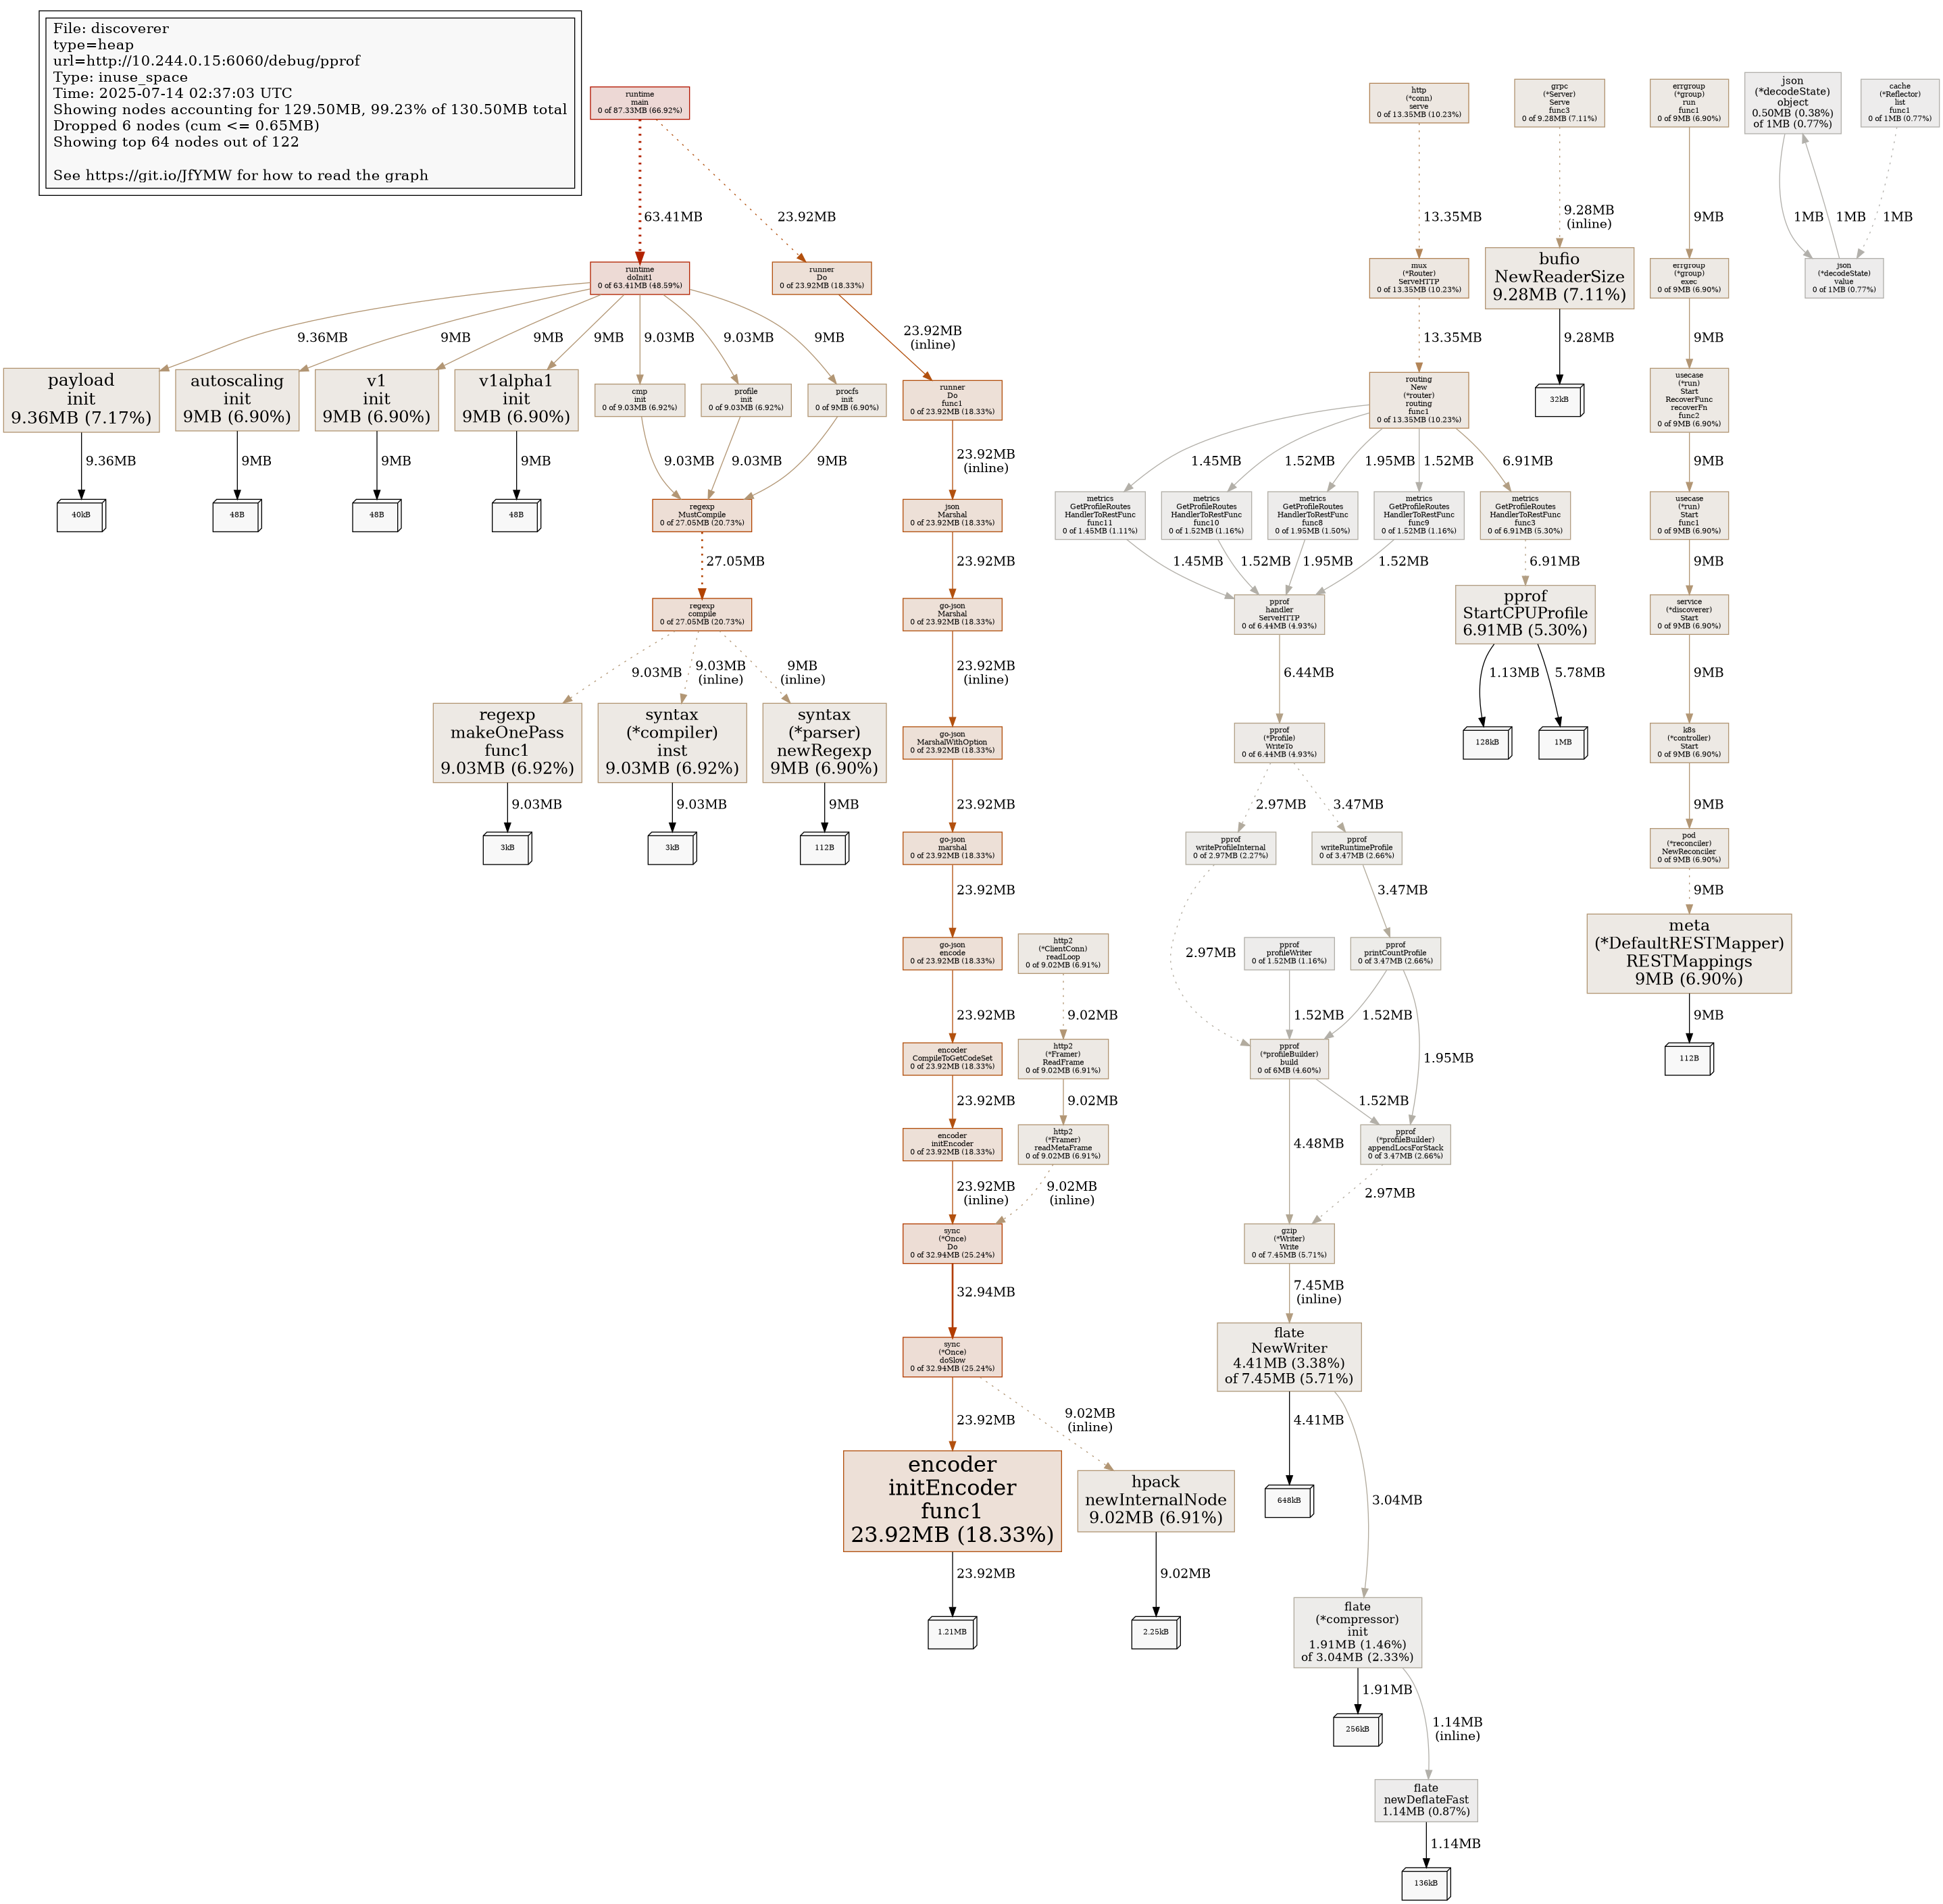 File: discoverer
type=heap
url=http://10.244.0.15:6060/debug/pprof
Type: inuse_space
Time: 2025-07-14 02:37:03 UTC
Showing nodes accounting for 129.50MB, 99.23% of 130.50MB total
Dropped 6 nodes (cum <= 0.65MB)
Showing top 64 nodes out of 122
See https://git.io/JfYMW for how to read the graph
runtime
main
0 of 87.33MB (66.92%)
63.41MB
23.92MB
runtime
doInit1
0 of 63.41MB (48.59%)
runner
Do
0 of 23.92MB (18.33%)
9.36MB
9MB
9MB
9MB
9.03MB
9.03MB
9MB
23.92MB
(inline)
payload
init
9.36MB (7.17%)
autoscaling
init
9MB (6.90%)
v1
init
9MB (6.90%)
v1alpha1
init
9MB (6.90%)
cmp
init
0 of 9.03MB (6.92%)
profile
init
0 of 9.03MB (6.92%)
procfs
init
0 of 9MB (6.90%)
runner
Do
func1
0 of 23.92MB (18.33%)
9.36MB
9MB
9MB
9MB
9.03MB
9.03MB
9MB
23.92MB
(inline)
40kB
48B
48B
48B
regexp
MustCompile
0 of 27.05MB (20.73%)
json
Marshal
0 of 23.92MB (18.33%)
27.05MB
23.92MB
regexp
compile
0 of 27.05MB (20.73%)
go-json
Marshal
0 of 23.92MB (18.33%)
9.03MB
9.03MB
(inline)
9MB
(inline)
23.92MB
(inline)
regexp
makeOnePass
func1
9.03MB (6.92%)
syntax
(*compiler)
inst
9.03MB (6.92%)
syntax
(*parser)
newRegexp
9MB (6.90%)
go-json
MarshalWithOption
0 of 23.92MB (18.33%)
9.03MB
9.03MB
9MB
23.92MB
3kB
3kB
112B
go-json
marshal
0 of 23.92MB (18.33%)
23.92MB
go-json
encode
0 of 23.92MB (18.33%)
http2
(*ClientConn)
readLoop
0 of 9.02MB (6.91%)
23.92MB
9.02MB
encoder
CompileToGetCodeSet
0 of 23.92MB (18.33%)
http2
(*Framer)
ReadFrame
0 of 9.02MB (6.91%)
23.92MB
9.02MB
encoder
initEncoder
0 of 23.92MB (18.33%)
http2
(*Framer)
readMetaFrame
0 of 9.02MB (6.91%)
23.92MB
(inline)
9.02MB
(inline)
sync
(*Once)
Do
0 of 32.94MB (25.24%)
32.94MB
sync
(*Once)
doSlow
0 of 32.94MB (25.24%)
23.92MB
9.02MB
(inline)
encoder
initEncoder
func1
23.92MB (18.33%)
hpack
newInternalNode
9.02MB (6.91%)
23.92MB
9.02MB
1.21MB
2.25kB
http
(*conn)
serve
0 of 13.35MB (10.23%)
13.35MB
mux
(*Router)
ServeHTTP
0 of 13.35MB (10.23%)
13.35MB
routing
New
(*router)
routing
func1
0 of 13.35MB (10.23%)
1.45MB
1.52MB
1.95MB
1.52MB
6.91MB
metrics
GetProfileRoutes
HandlerToRestFunc
func11
0 of 1.45MB (1.11%)
metrics
GetProfileRoutes
HandlerToRestFunc
func10
0 of 1.52MB (1.16%)
metrics
GetProfileRoutes
HandlerToRestFunc
func8
0 of 1.95MB (1.50%)
metrics
GetProfileRoutes
HandlerToRestFunc
func9
0 of 1.52MB (1.16%)
metrics
GetProfileRoutes
HandlerToRestFunc
func3
0 of 6.91MB (5.30%)
1.45MB
1.52MB
1.95MB
1.52MB
6.91MB
pprof
handler
ServeHTTP
0 of 6.44MB (4.93%)
pprof
StartCPUProfile
6.91MB (5.30%)
6.44MB
1.13MB
5.78MB
128kB
1MB
pprof
(*Profile)
WriteTo
0 of 6.44MB (4.93%)
2.97MB
3.47MB
pprof
writeProfileInternal
0 of 2.97MB (2.27%)
pprof
writeRuntimeProfile
0 of 3.47MB (2.66%)
3.47MB
2.97MB
pprof
profileWriter
0 of 1.52MB (1.16%)
pprof
printCountProfile
0 of 3.47MB (2.66%)
1.52MB
1.52MB
1.95MB
pprof
(*profileBuilder)
build
0 of 6MB (4.60%)
4.48MB
1.52MB
pprof
(*profileBuilder)
appendLocsForStack
0 of 3.47MB (2.66%)
2.97MB
gzip
(*Writer)
Write
0 of 7.45MB (5.71%)
7.45MB
(inline)
flate
NewWriter
4.41MB (3.38%)
of 7.45MB (5.71%)
4.41MB
3.04MB
648kB
flate
(*compressor)
init
1.91MB (1.46%)
of 3.04MB (2.33%)
1.91MB
1.14MB
(inline)
256kB
flate
newDeflateFast
1.14MB (0.87%)
1.14MB
136kB
grpc
(*Server)
Serve
func3
0 of 9.28MB (7.11%)
9.28MB
(inline)
bufio
NewReaderSize
9.28MB (7.11%)
9.28MB
32kB
errgroup
(*group)
run
func1
0 of 9MB (6.90%)
9MB
errgroup
(*group)
exec
0 of 9MB (6.90%)
9MB
usecase
(*run)
Start
RecoverFunc
recoverFn
func2
0 of 9MB (6.90%)
9MB
usecase
(*run)
Start
func1
0 of 9MB (6.90%)
9MB
service
(*discoverer)
Start
0 of 9MB (6.90%)
9MB
k8s
(*controller)
Start
0 of 9MB (6.90%)
9MB
pod
(*reconciler)
NewReconciler
0 of 9MB (6.90%)
9MB
meta
(*DefaultRESTMapper)
RESTMappings
9MB (6.90%)
9MB
112B
json
(*decodeState)
object
0.50MB (0.38%)
of 1MB (0.77%)
cache
(*Reflector)
list
func1
0 of 1MB (0.77%)
1MB
1MB
1MB
json
(*decodeState)
value
0 of 1MB (0.77%)